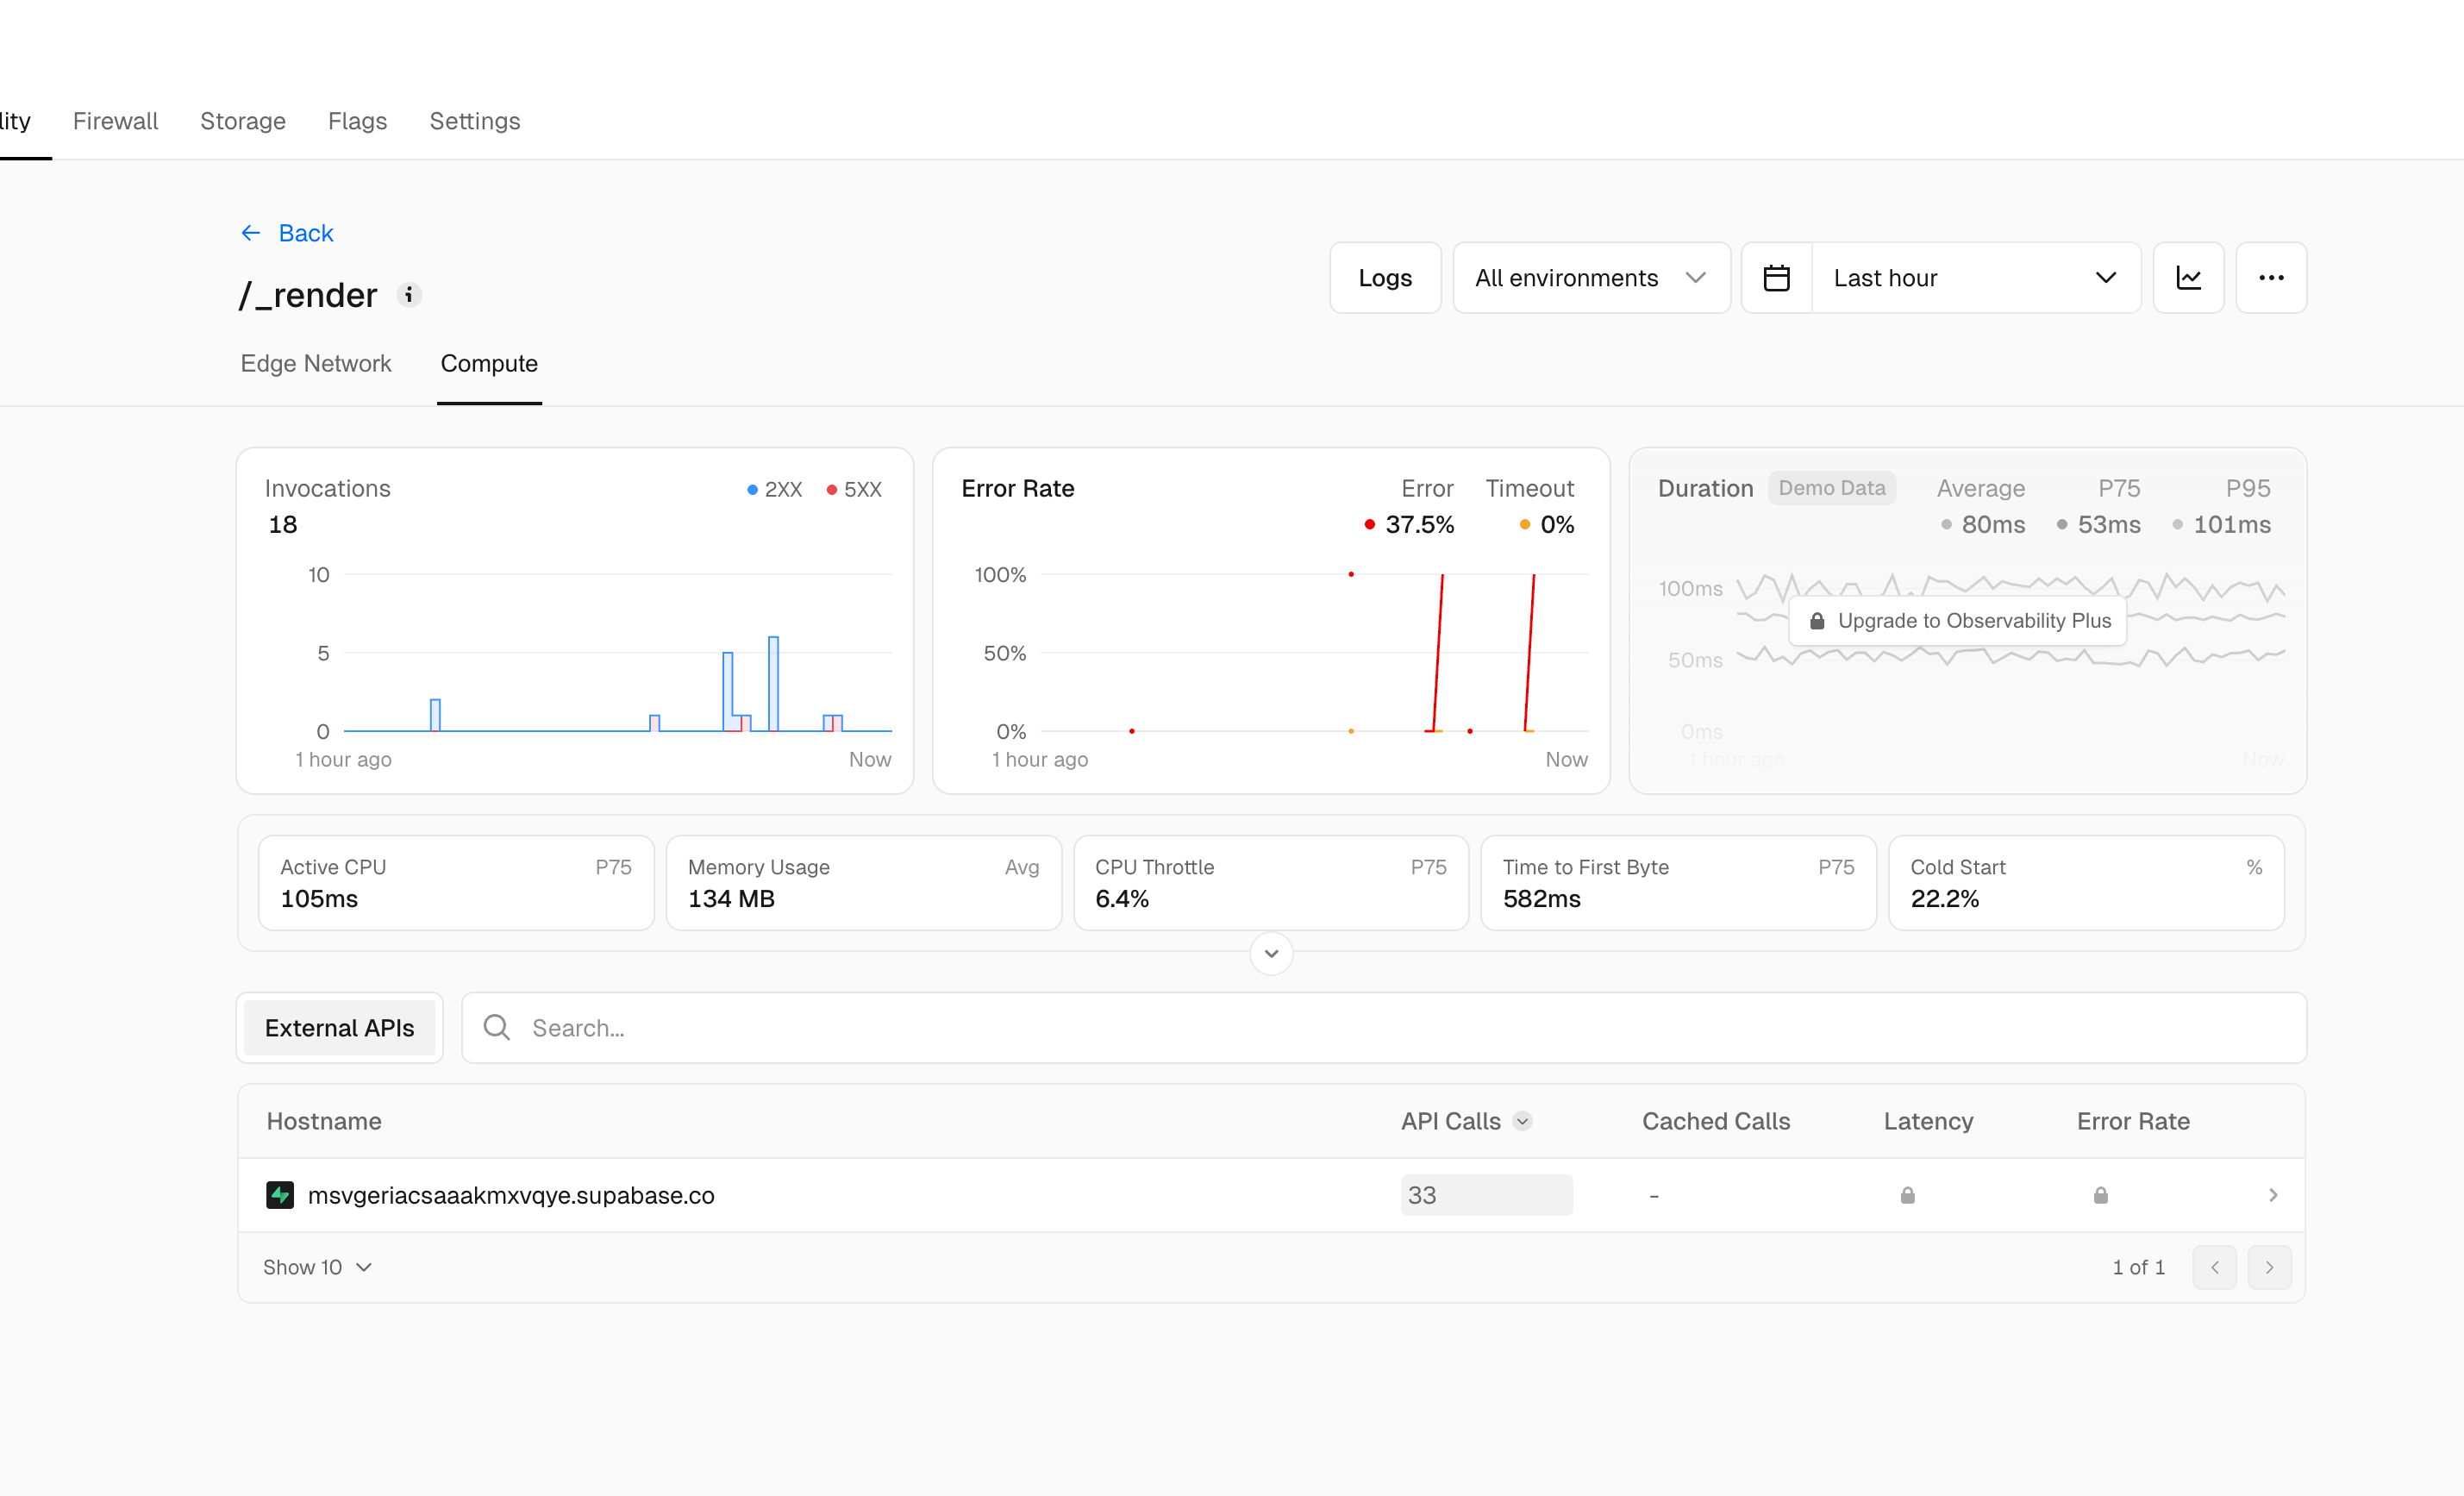 lity Firewall Storage Flags Settings
← Back
/_render i
Logs All environments Last hour ...
Edge Network Compute
Invocations 2XX 5XX
18
10
5
0
1 hour ago Now
Error Rate Error Timeout
37.5% 0%
100%
50%
0%
1 hour ago Now
Duration Demo Data Average P75 P95
80ms 53ms 101ms
100ms
Upgrade to Observability Plus
50ms
0ms
1 hour ago Now
Active CPU P75
105ms
Memory Usage Avg
134 MB
CPU Throttle P75
6.4%
Time to First Byte P75
582ms
Cold Start %
22.2%
External APIs Search...
Hostname API Calls Cached Calls Latency Error Rate
msvgeriacsaaakmxvqye.supabase.co 33 -
Show 10 1 of 1